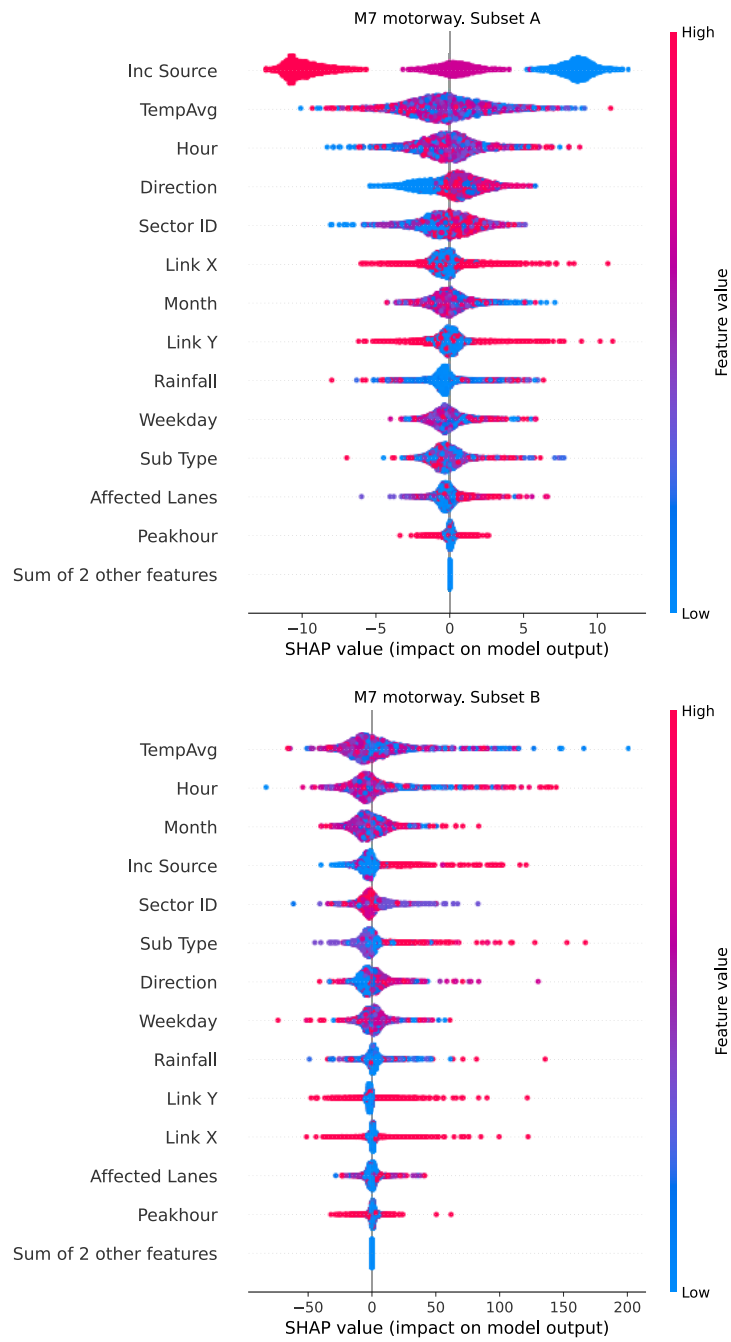 M7 motorway. Subset A
High
Inc Source
TempAvg
Hour
Direction
Sector ID
Link X
Month
Link Y
Rainfall
Weekday
Sub Type
Affected Lanes
Peakhour
Sum of 2 other features
Feature value
Low
−10 −5 0 5 10
SHAP value (impact on model output)
M7 motorway. Subset B
High
TempAvg
Hour
Month
Inc Source
Sector ID
Sub Type
Direction
Weekday
Rainfall
Link Y
Link X
Affected Lanes
Peakhour
Sum of 2 other features
Feature value
Low
−50 0 50 100 150 200
SHAP value (impact on model output)